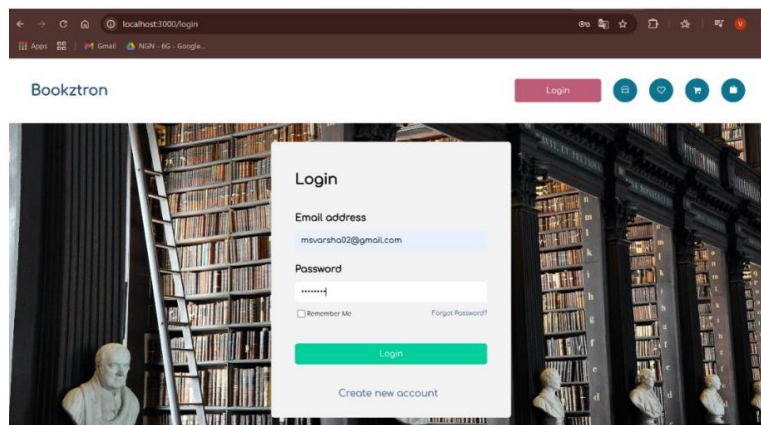 localhost:3000/login
Apps
Gmail
NGN - 6G - Google...
Bookztron
Login
Login
Email address
msvarsha02@gmail.com
Password
Remember Me
Forgot Password?
Login
Create new account